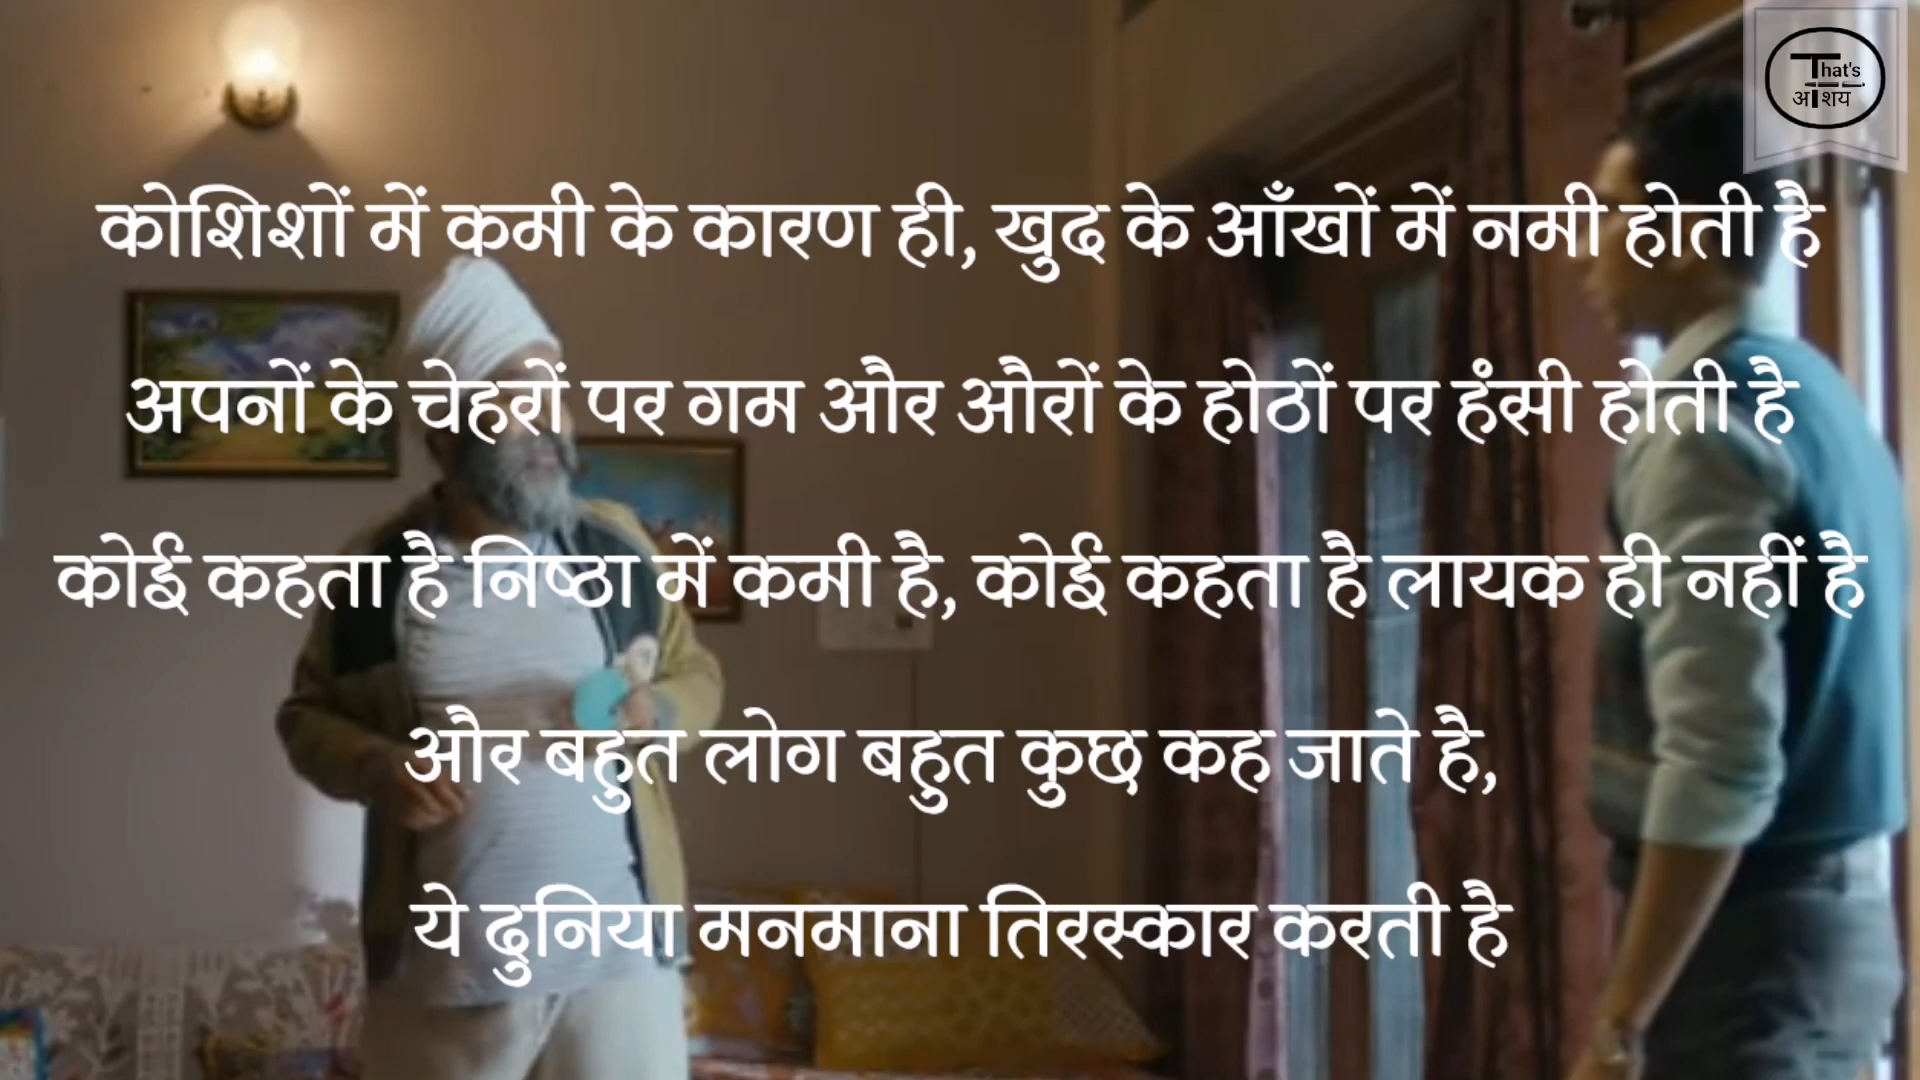 That's
आशय
कोशिशों में कमी के कारण ही, खुद के आँखों में नमी होती है
अपनों के चेहरों पर गम और औरों के होठों पर हंसी होती है
कोई कहता है निष्ठा में कमी है, कोई कहता है लायक ही नहीं है
और बहुत लोग बहुत कुछ कह जाते है,
ये दुनिया मनमाना तिरस्कार करती है